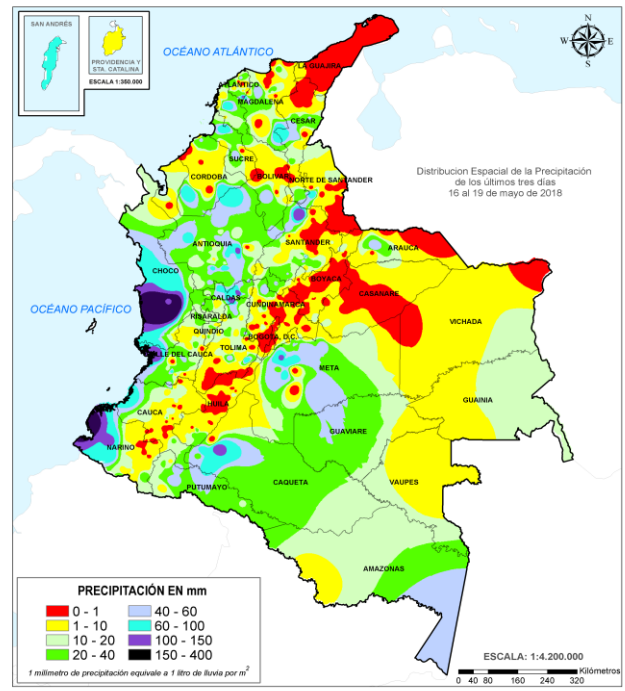 SAN ANDRÉS
PROVIDENCIA Y
STA. CATALINA
ESCALA 1:350.000
OCÉANO ATLÁNTICO
N
W
E
S
LA GUAJIRA
ATLANTICO
MAGDALENA
CESAR
SUCRE
CORDOBA
BOLIVAR
NORTE DE SANTANDER
Distribucion Espacial de la Precipitación
de los últimos tres días
16 al 19 de mayo de 2018
ANTIOQUIA
SANTANDER
ARAUCA
CHOCO
BOYACA
CASANARE
CALDAS
CUNDINAMARCA
OCÉANO PACÍFICO
RISARALDA
VICHADA
QUINDIO
BOGOTA, D.C.
TOLIMA
VALLE DEL CAUCA
META
GUAINIA
HUILA
CAUCA
GUAVIARE
NARIÑO
CAQUETA
VAUPES
PUTUMAYO
AMAZONAS
PRECIPITACIÓN EN mm
0 - 1
40 - 60
1 - 10
60 - 100
10 - 20
100 - 150
20 - 40
150 - 400
1 milimetro de precipitación equivale a 1 litro de lluvia por m2
ESCALA: 1:4.200.000
Kilómetros
0 40 80 160 240 320